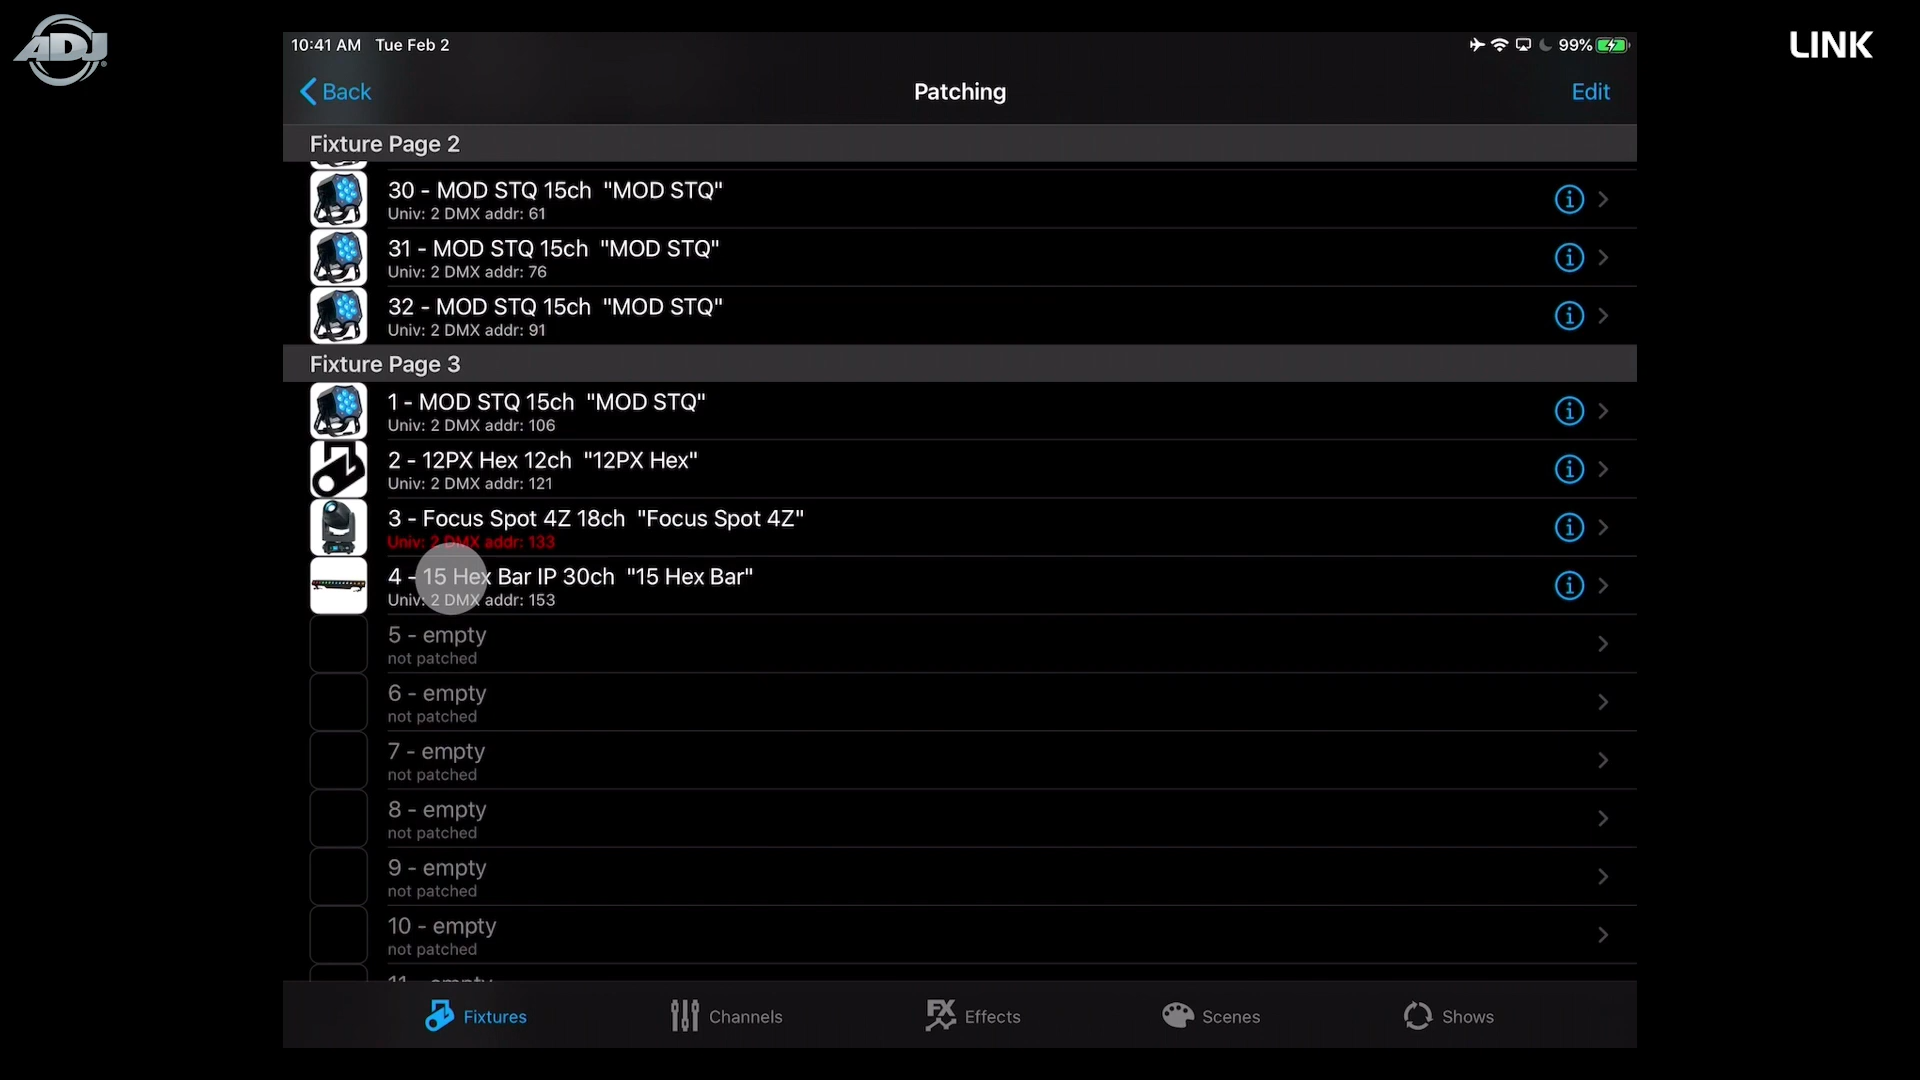 ADJ
LINK
10:41 AM Tue Feb 2
99%
Back
Patching
Edit
Fixture Page 2
30 - MOD STQ 15ch "MOD STQ"
Univ: 2 DMX addr: 61
31 - MOD STQ 15ch "MOD STQ"
Univ: 2 DMX addr: 76
32 - MOD STQ 15ch "MOD STQ"
Univ: 2 DMX addr: 91
Fixture Page 3
1 - MOD STQ 15ch "MOD STQ"
Univ: 2 DMX addr: 106
2 - 12PX Hex 12ch "12PX Hex"
Univ: 2 DMX addr: 121
3 - Focus Spot 4Z 18ch "Focus Spot 4Z"
Univ: 2 DMX addr: 133
4 - 15 Hex Bar IP 30ch "15 Hex Bar"
Univ: 2 DMX addr: 153
5 - empty
not patched
6 - empty
not patched
7 - empty
not patched
8 - empty
not patched
9 - empty
not patched
10 - empty
not patched
11 - empty
Fixtures
Channels
FX Effects
Scenes
Shows